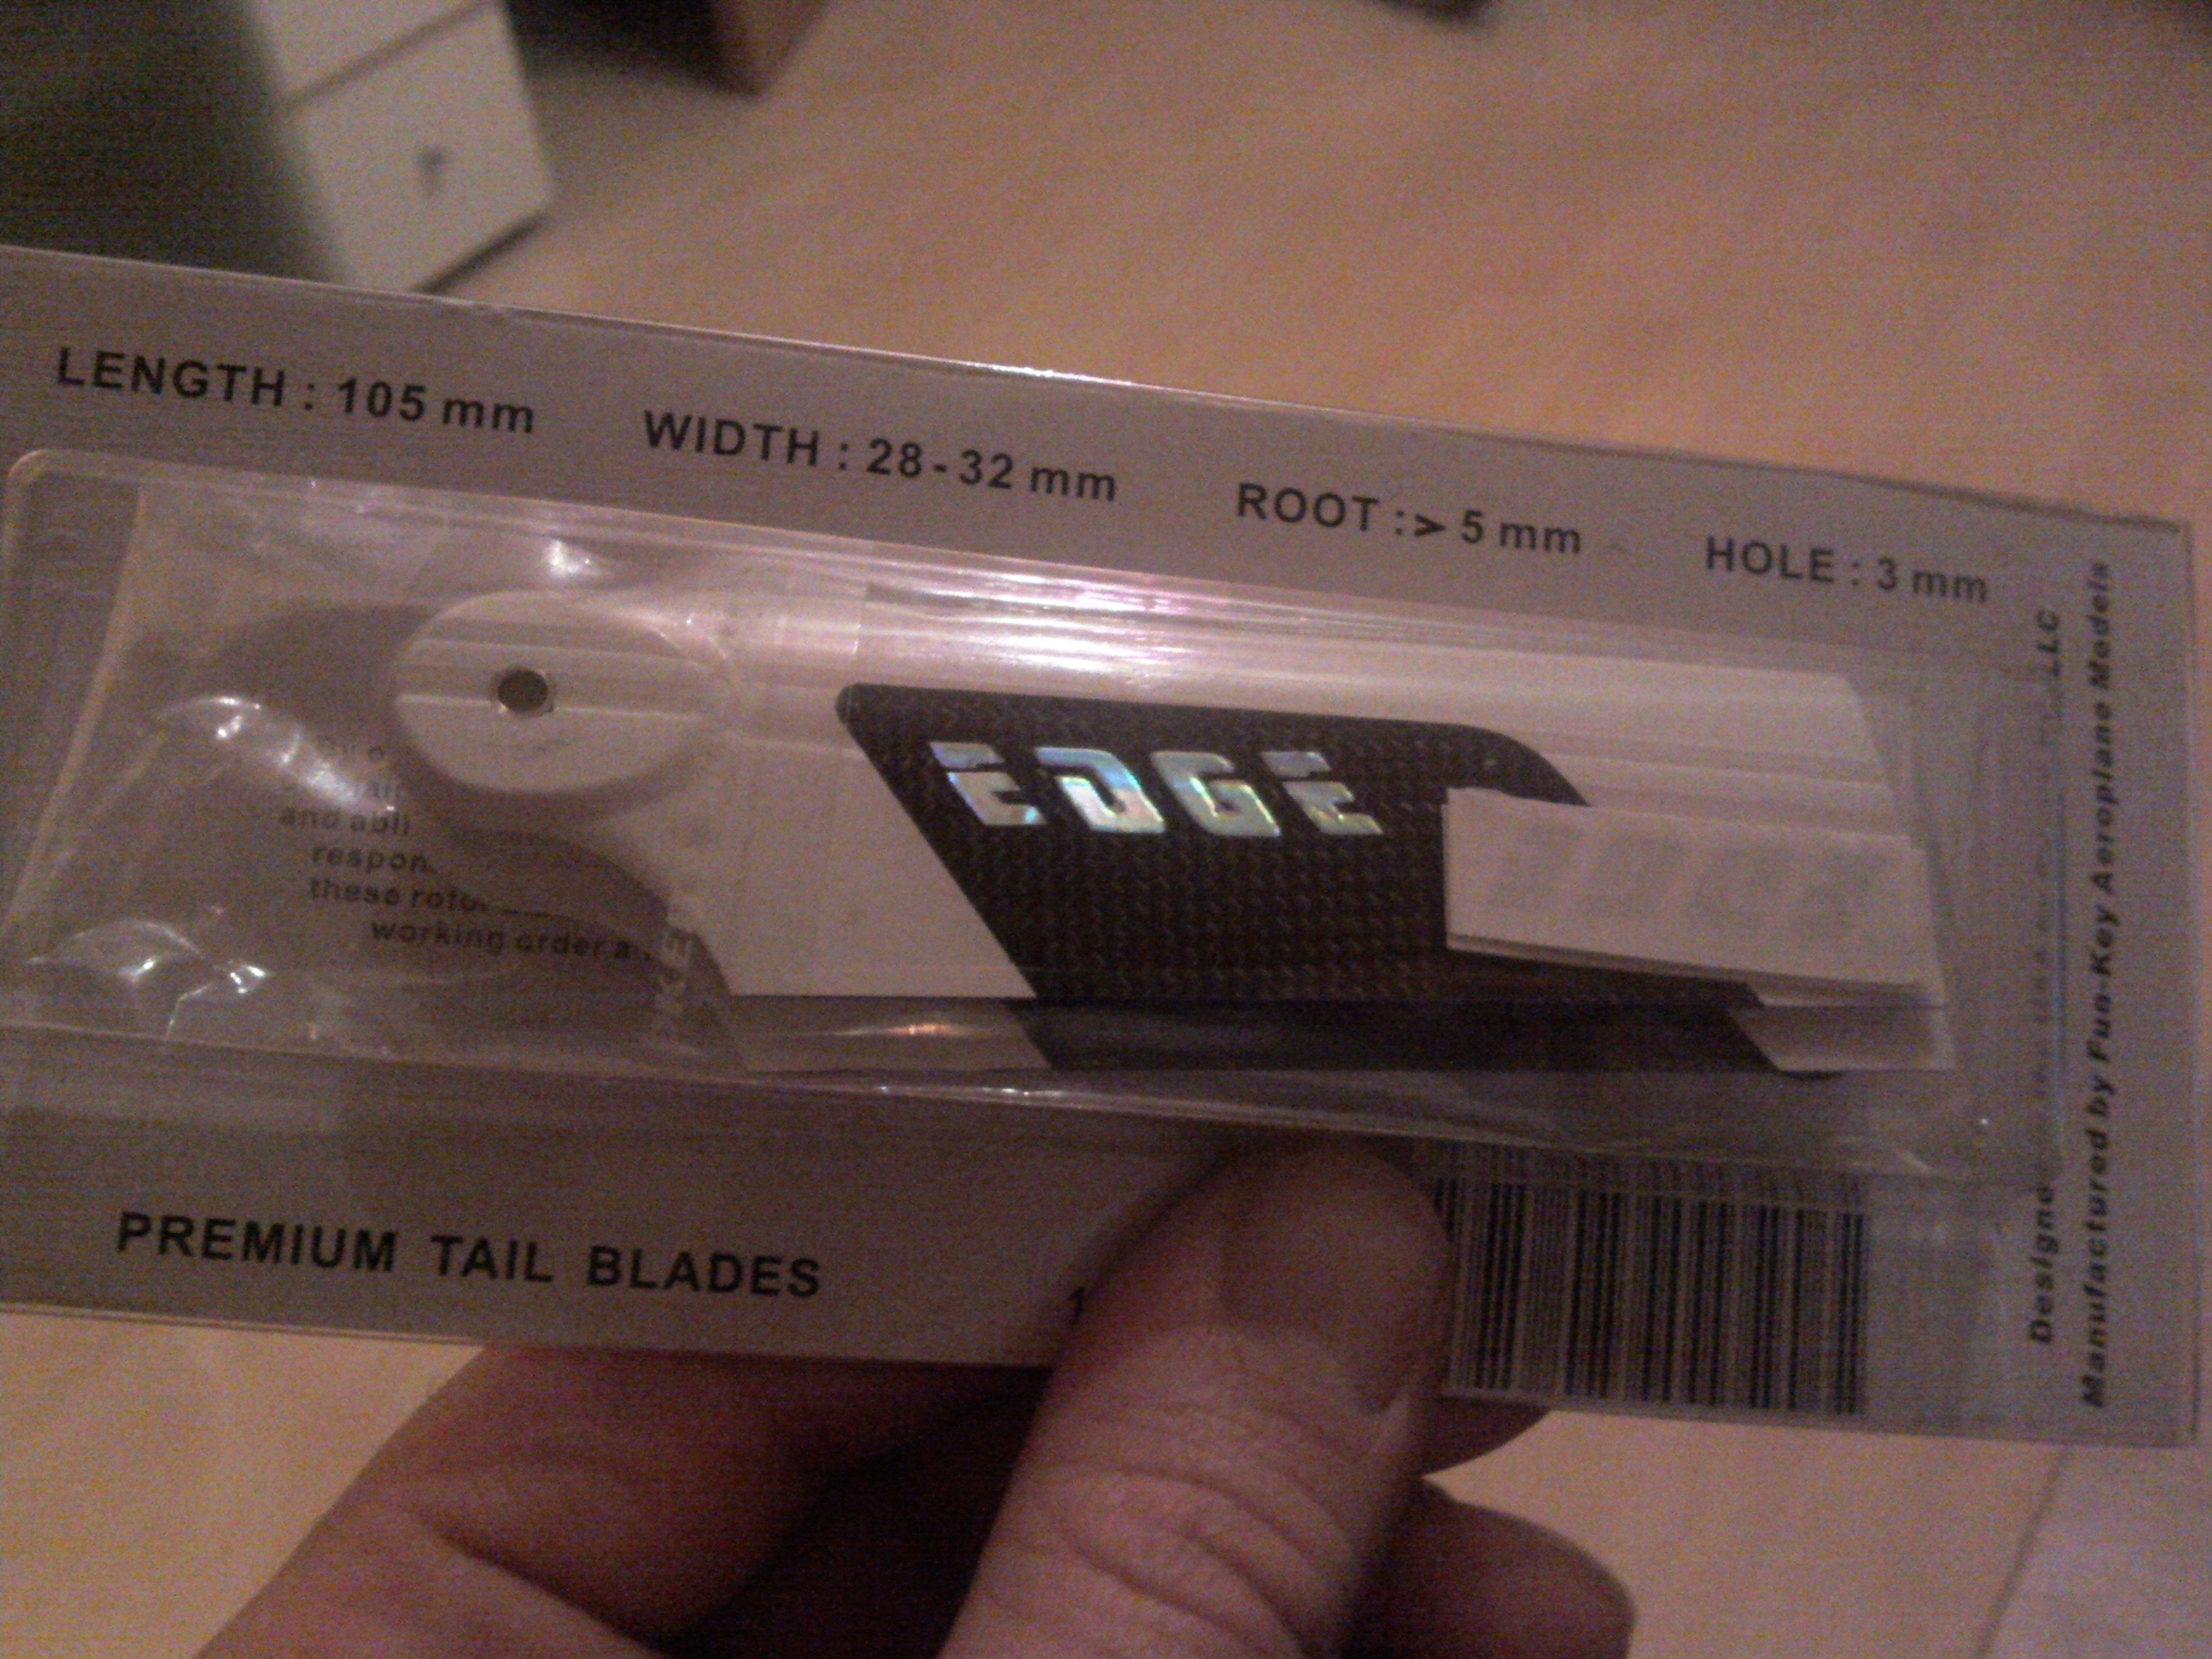 LENGTH : 105 mm WIDTH : 28-32 mm ROOT :> 5 mm HOLE : 3 mm
EDGE
and abil
respon
these roto
working order a
PREMIUM TAIL BLADES
Designe LLC
Manufactured by Fun-Key Aeroplane Models